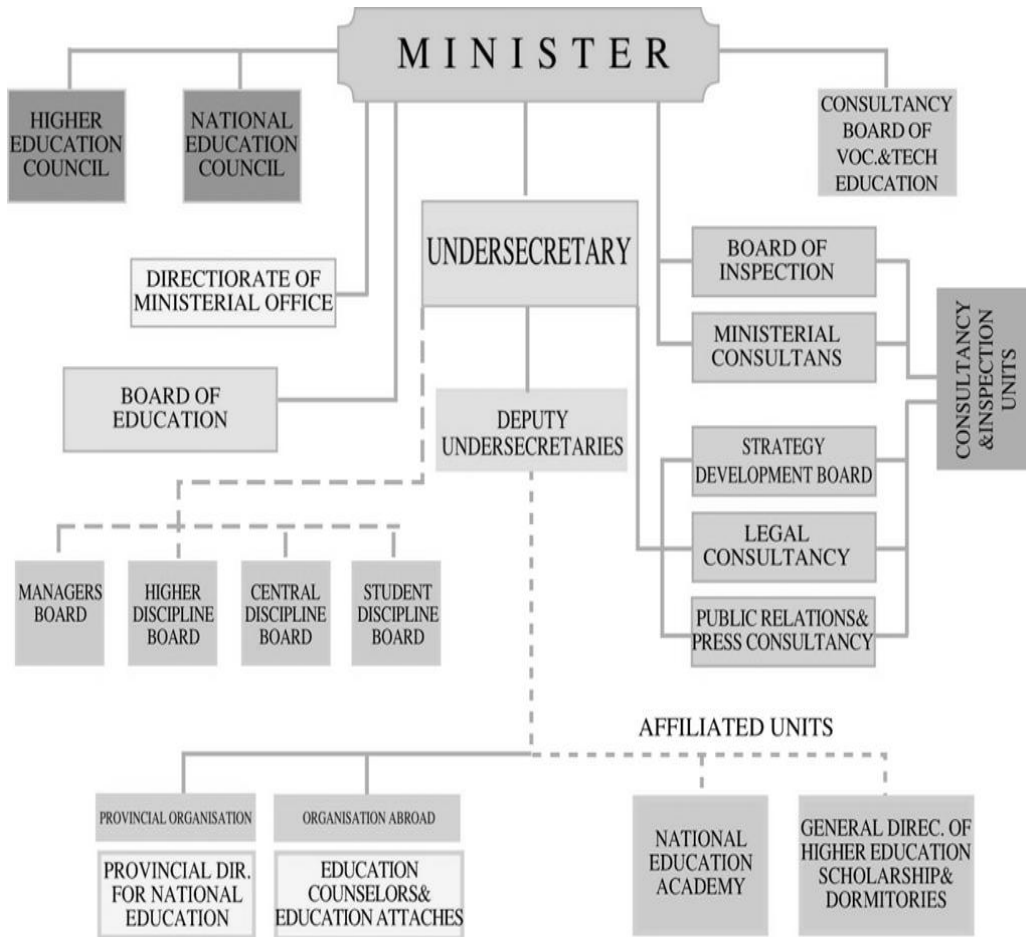 MINISTER
HIGHER
EDUCATION
COUNCIL
NATIONAL
EDUCATION
COUNCIL
CONSULTANCY
BOARD OF
VOC.&TECH
EDUCATION
UNDERSECRETARY
BOARD OF
INSPECTION
DIRECTIORATE OF
MINISTERIAL OFFICE
MINISTERIAL
CONSULTANS
CONSULTANCY
&INSPECTION
UNITS
BOARD OF
EDUCATION
DEPUTY
UNDERSECRETARIES
STRATEGY
DEVELOPMENT BOARD
LEGAL
CONSULTANCY
MANAGERS
BOARD
HIGHER
DISCIPLINE
BOARD
CENTRAL
DISCIPLINE
BOARD
STUDENT
DISCIPLINE
BOARD
PUBLIC RELATIONS&
PRESS CONSULTANCY
AFFILIATED UNITS
PROVINCIAL ORGANISATION
PROVINCIAL DIR.
FOR NATIONAL
EDUCATION
ORGANISATION ABROAD
EDUCATION
COUNSELORS&
EDUCATION ATTACHES
NATIONAL
EDUCATION
ACADEMY
GENERAL DIREC. OF
HIGHER EDUCATION
SCHOLARSHIP&
DORMITORIES